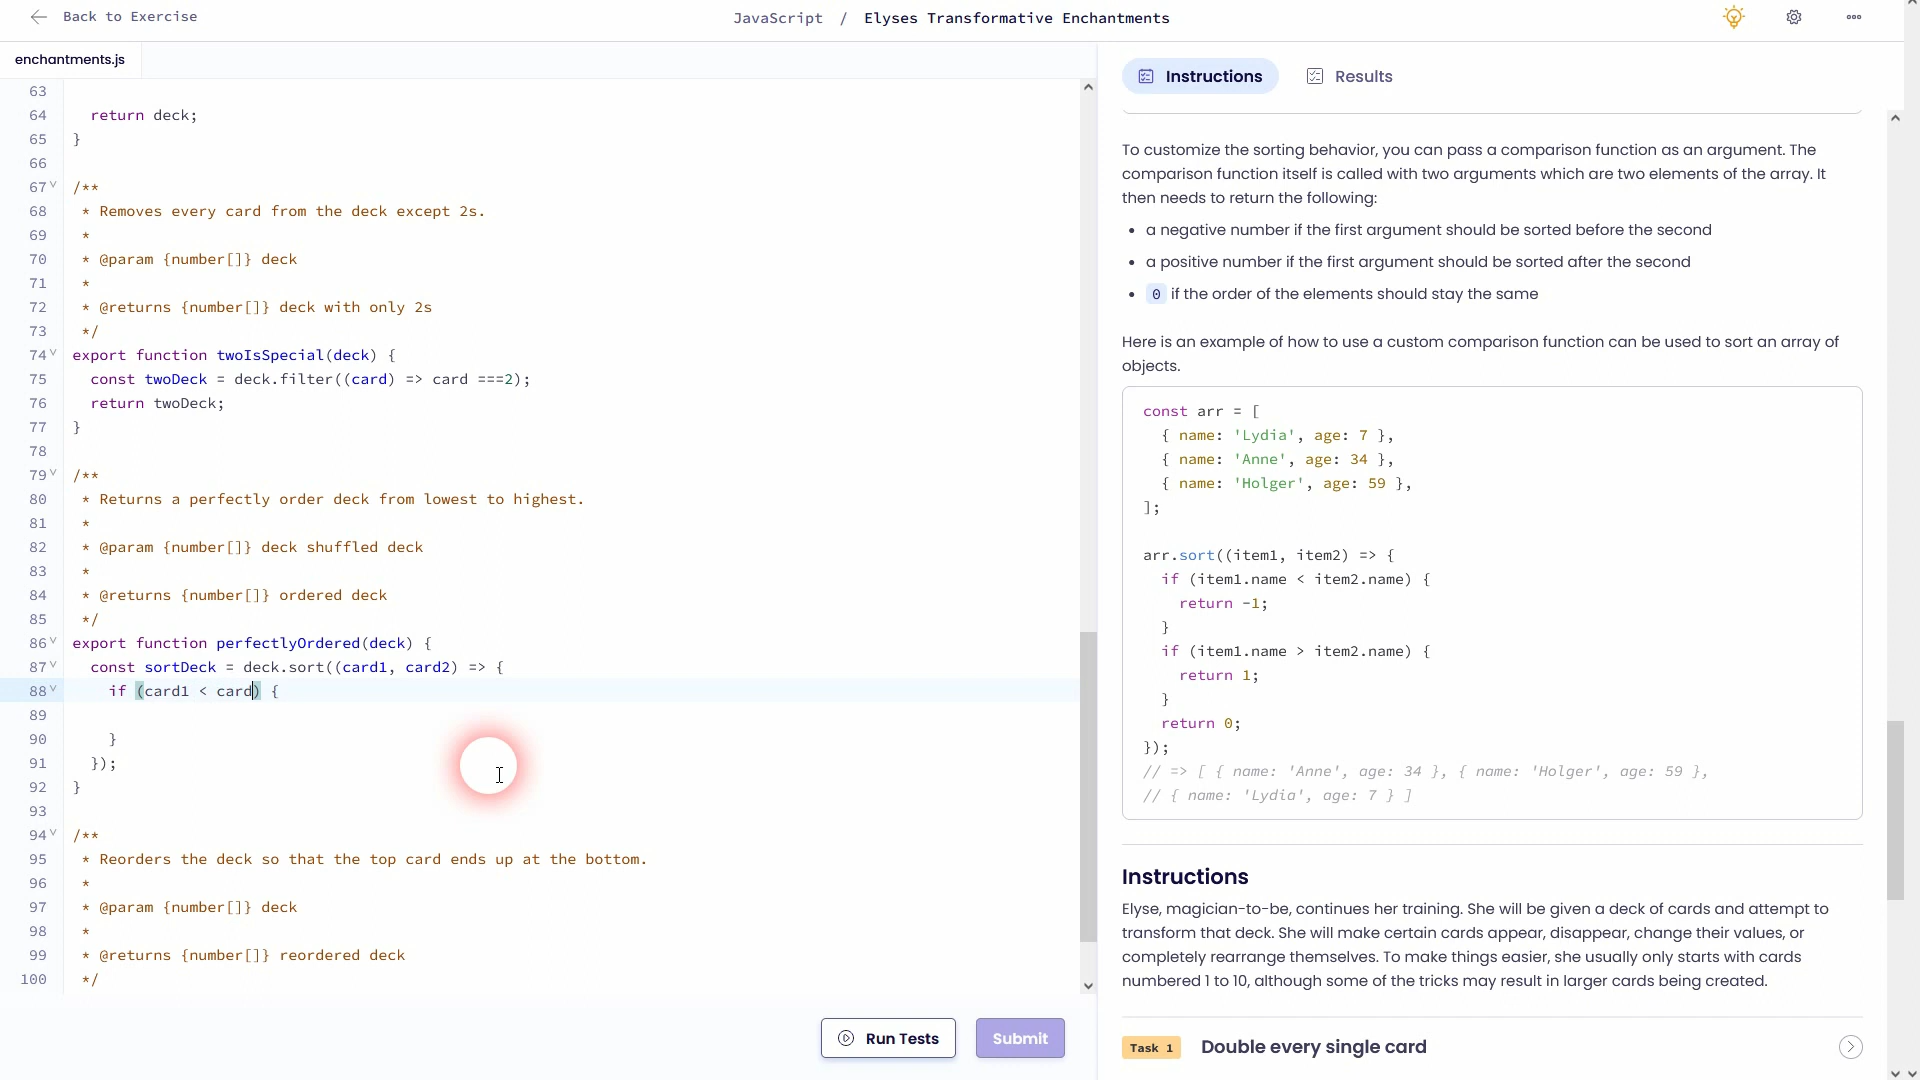 Back to Exercise
JavaScript / Elyses Transformative Enchantments
enchantments.js
63
64 return deck;
65 }
66
67 /**
68 * Removes every card from the deck except 2s.
69 *
70 * @param {number[]} deck
71 *
72 * @returns {number[]} deck with only 2s
73 */
74 export function twoIsSpecial(deck) {
75 const twoDeck = deck.filter((card) => card ===2);
76 return twoDeck;
77 }
78
79 /**
80 * Returns a perfectly order deck from lowest to highest.
81 *
82 * @param {number[]} deck shuffled deck
83 *
84 * @returns {number[]} ordered deck
85 */
86 export function perfectlyOrdered(deck) {
87 const sortDeck = deck.sort((card1, card2) => {
88 if (card1 < card) {
89
90 }
91 });
92 }
93
94 /**
95 * Reorders the deck so that the top card ends up at the bottom.
96 *
97 * @param {number[]} deck
98 *
99 * @returns {number[]} reordered deck
100 */
Run Tests
Submit
Instructions
Results
To customize the sorting behavior, you can pass a comparison function as an argument. The
comparison function itself is called with two arguments which are two elements of the array. It
then needs to return the following:
• a negative number if the first argument should be sorted before the second
• a positive number if the first argument should be sorted after the second
• 0 if the order of the elements should stay the same
Here is an example of how to use a custom comparison function can be used to sort an array of
objects.
const arr = [
{ name: 'Lydia', age: 7 },
{ name: 'Anne', age: 34 },
{ name: 'Holger', age: 59 },
];
arr.sort((item1, item2) => {
if (item1.name < item2.name) {
return -1;
}
if (item1.name > item2.name) {
return 1;
}
return 0;
});
// => [ { name: 'Anne', age: 34 }, { name: 'Holger', age: 59 },
// { name: 'Lydia', age: 7 } ]
Instructions
Elyse, magician-to-be, continues her training. She will be given a deck of cards and attempt to
transform that deck. She will make certain cards appear, disappear, change their values, or
completely rearrange themselves. To make things easier, she usually only starts with cards
numbered 1 to 10, although some of the tricks may result in larger cards being created.
Task 1 Double every single card